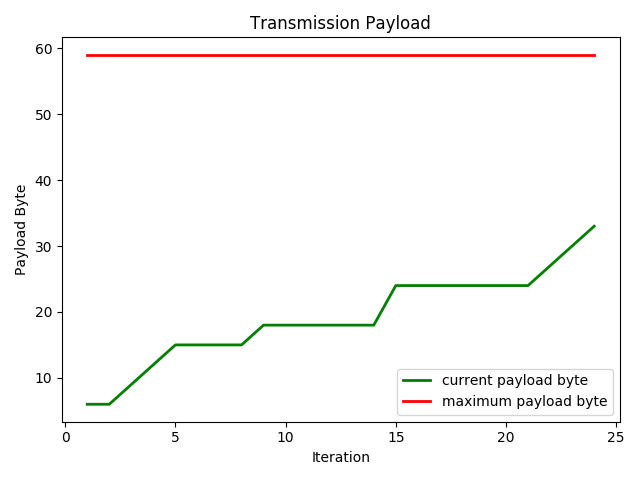 Transmission Payload
Payload Byte
60
50
40
30
20
10
0
5
10
15
20
25
Iteration
current payload byte
maximum payload byte